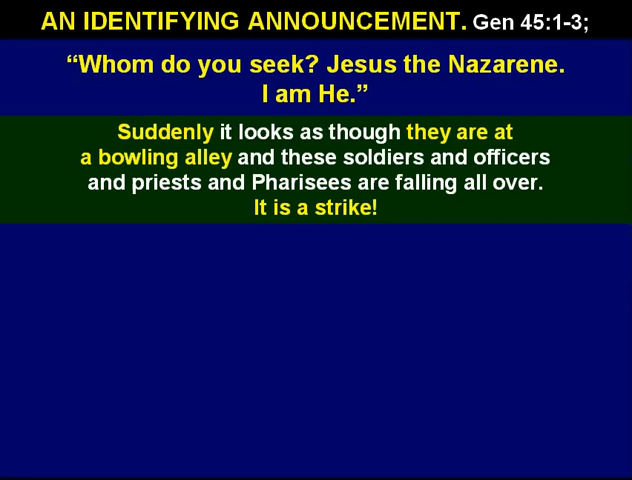 AN IDENTIFYING ANNOUNCEMENT. Gen 45:1-3;
“Whom do you seek? Jesus the Nazarene.
I am He.”
Suddenly it looks as though they are at
a bowling alley and these soldiers and officers
and priests and Pharisees are falling all over.
It is a strike!